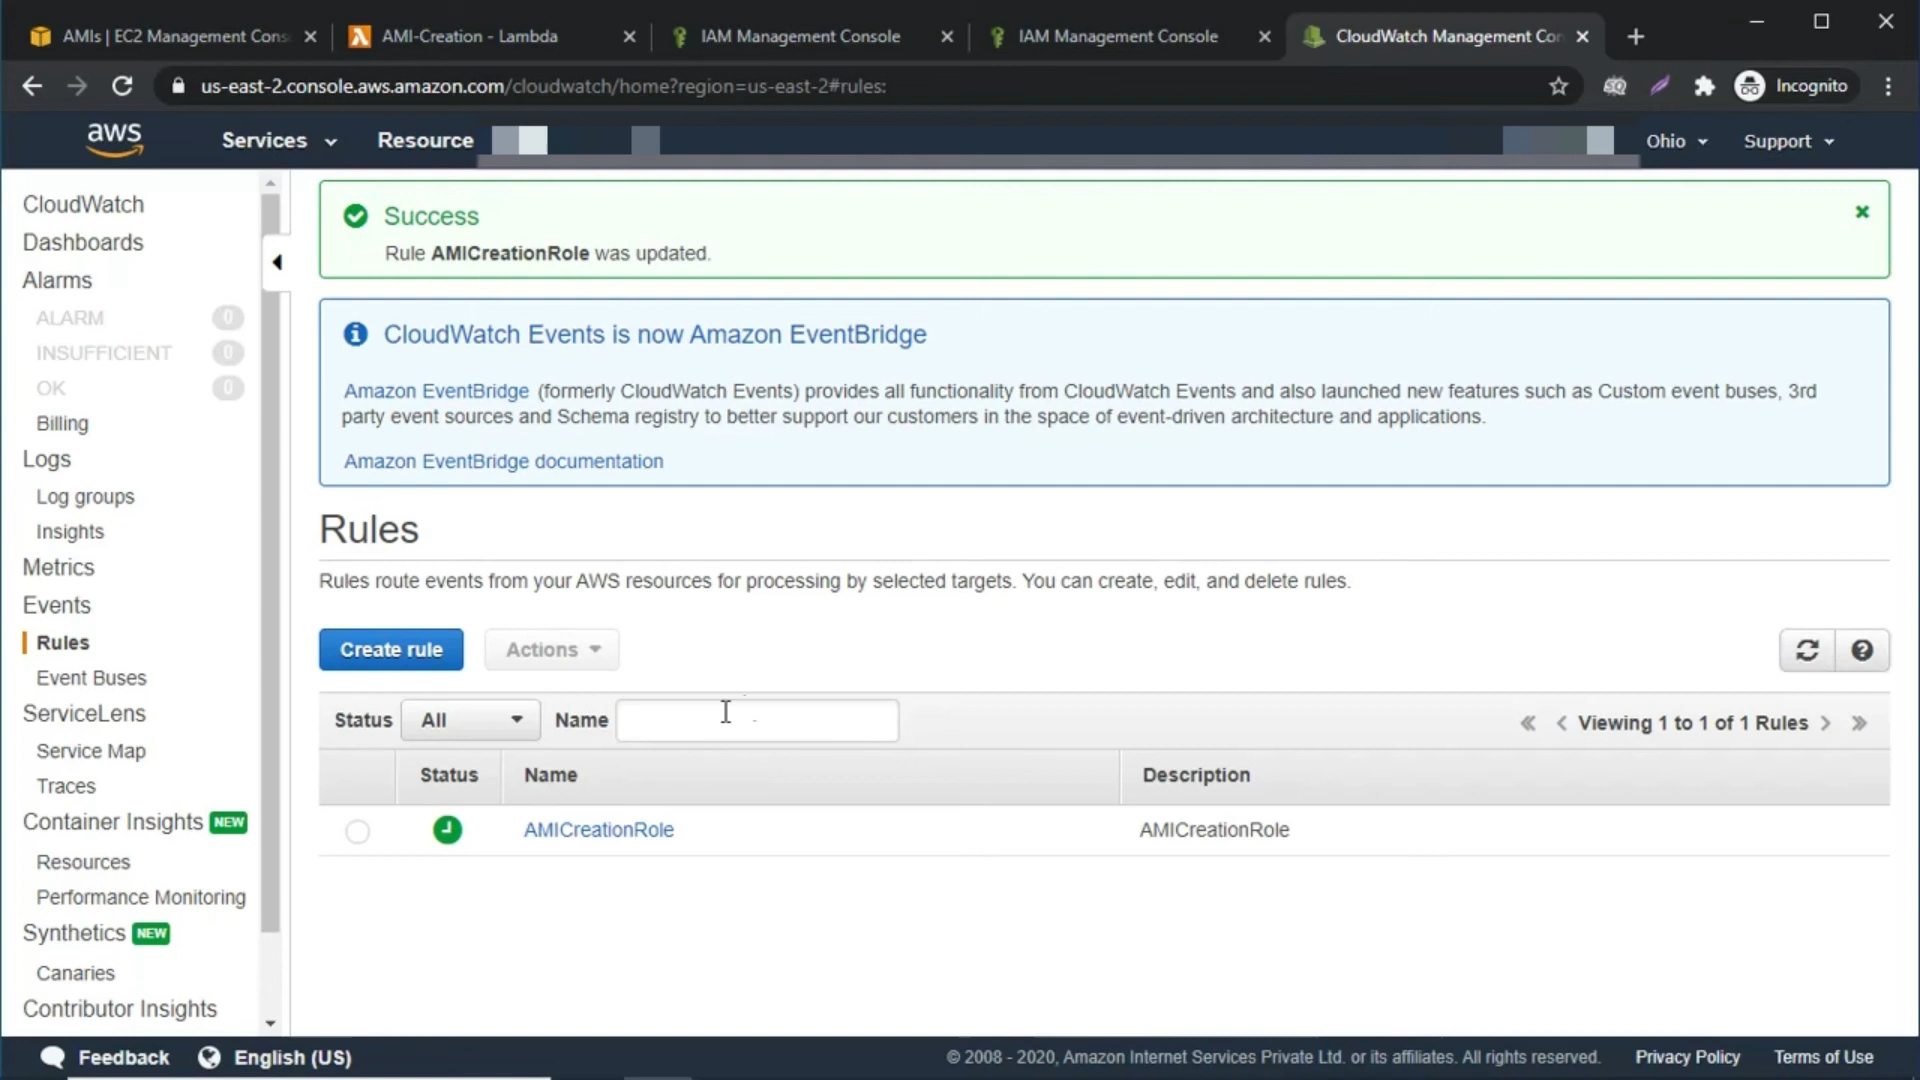 AMIs | EC2 Management Cons
AMI-Creation - Lambda
IAM Management Console
IAM Management Console
CloudWatch Management Con
us-east-2.console.aws.amazon.com/cloudwatch/home?region=us-east-2#rules:
Incognito
aws
Services
Resource
Ohio
Support
CloudWatch
Dashboards
Alarms
ALARM 0
INSUFFICIENT 0
OK 0
Billing
Logs
Log groups
Insights
Metrics
Events
Rules
Event Buses
ServiceLens
Service Map
Traces
Container Insights NEW
Resources
Performance Monitoring
Synthetics NEW
Canaries
Contributor Insights
Success
Rule AMICreationRole was updated.
CloudWatch Events is now Amazon EventBridge
Amazon EventBridge (formerly CloudWatch Events) provides all functionality from CloudWatch Events and also launched new features such as Custom event buses, 3rd
party event sources and Schema registry to better support our customers in the space of event-driven architecture and applications.
Amazon EventBridge documentation
Rules
Rules route events from your AWS resources for processing by selected targets. You can create, edit, and delete rules.
Create rule
Actions
Status All Name
« < Viewing 1 to 1 of 1 Rules > »
Status Name Description
AMICreationRole AMICreationRole
Feedback
English (US)
© 2008 - 2020, Amazon Internet Services Private Ltd. or its affiliates. All rights reserved.
Privacy Policy
Terms of Use